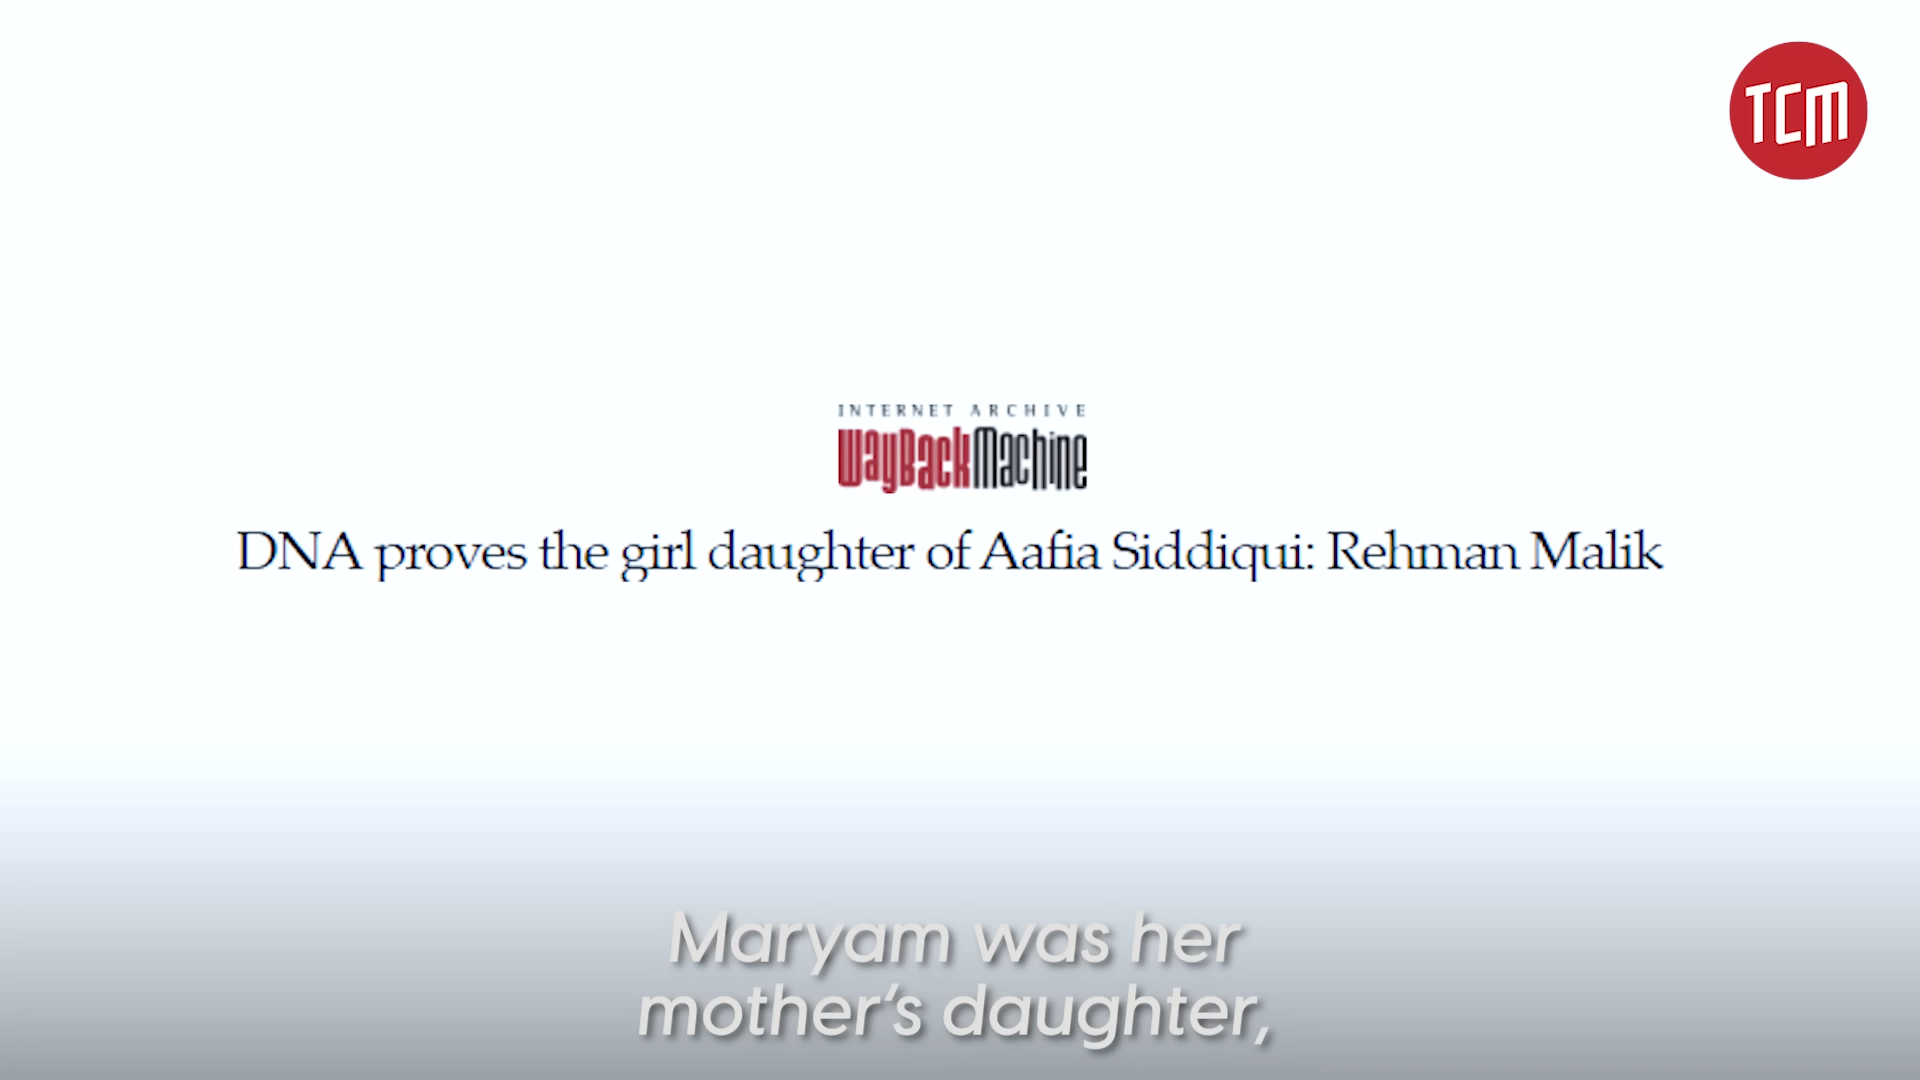 TCM
INTERNET ARCHIVE
WayBackMachine
DNA proves the girl daughter of Aafia Siddiqui: Rehman Malik
Maryam was her
mother's daughter,